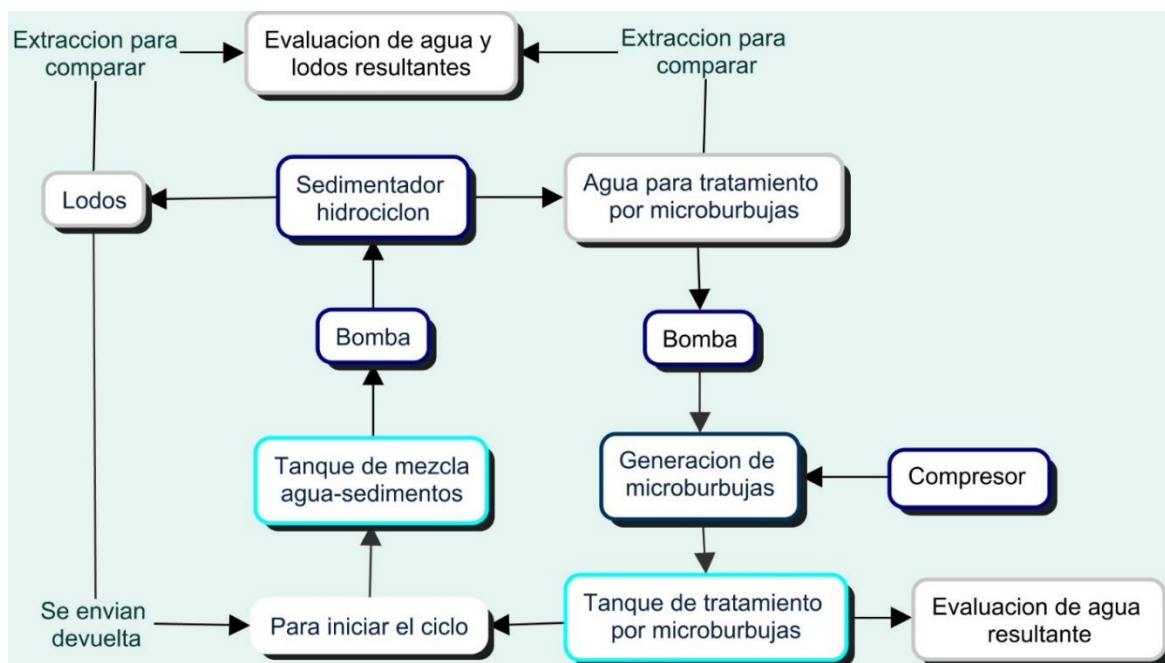 Extraccion para
comparar
Evaluacion de agua y
lodos resultantes
Extraccion para
comparar
Lodos
Sedimentador
hidrociclon
Agua para tratamiento
por microburbujas
Bomba
Bomba
Tanque de mezcla
agua-sedimentos
Generacion de
microburbujas
Compresor
Se envian
devuelta
Para iniciar el ciclo
Tanque de tratamiento
por microburbujas
Evaluacion de agua
resultante